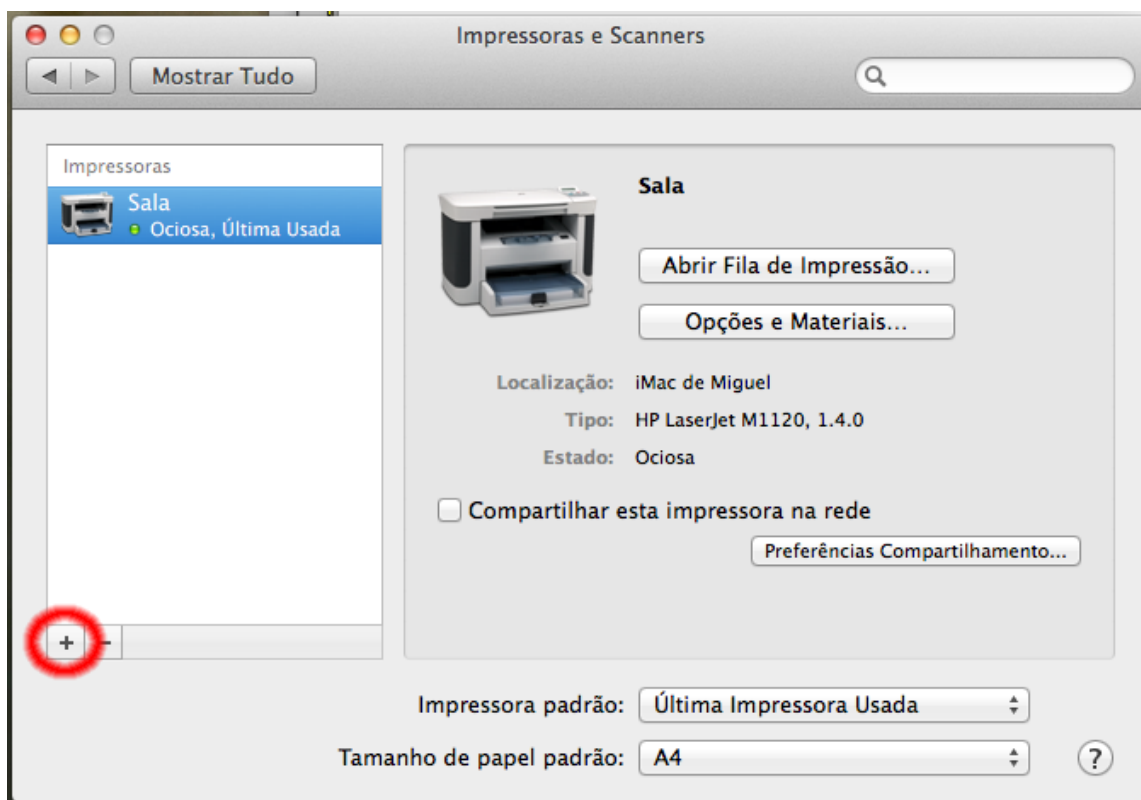 Impressoras e Scanners
Mostrar Tudo
Impressoras
Sala
Ociosa, Última Usada
Sala
Abrir Fila de Impressão...
Opções e Materiais...
Localização: iMac de Miguel
Tipo: HP LaserJet M1120, 1.4.0
Estado: Ociosa
Compartilhar esta impressora na rede
Preferências Compartilhamento...
+ −
Impressora padrão: Última Impressora Usada
Tamanho de papel padrão: A4 ?